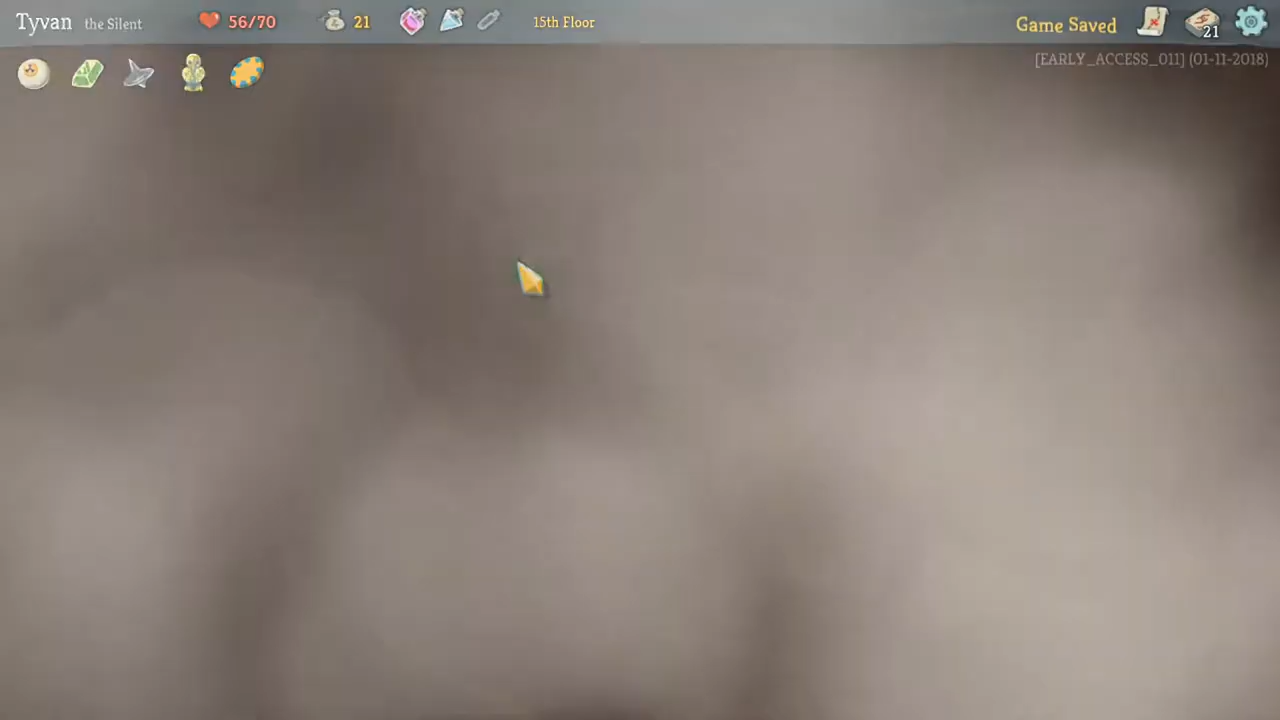 Tyvan the Silent 56/70 21 15th Floor Game Saved 21
[EARLY_ACCESS_011] (01-11-2018)